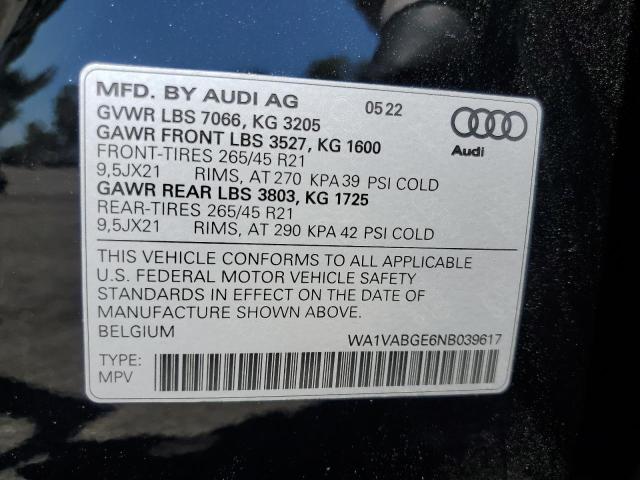 MFD. BY AUDI AG 05 22
GVWR LBS 7066, KG 3205
GAWR FRONT LBS 3527, KG 1600
FRONT-TIRES 265/45 R21
9,5JX21 RIMS, AT 270 KPA 39 PSI COLD
GAWR REAR LBS 3803, KG 1725
REAR-TIRES 265/45 R21
9,5JX21 RIMS, AT 290 KPA 42 PSI COLD
Audi
THIS VEHICLE CONFORMS TO ALL APPLICABLE
U.S. FEDERAL MOTOR VEHICLE SAFETY
STANDARDS IN EFFECT ON THE DATE OF
MANUFACTURE SHOWN ABOVE.
BELGIUM WA1VABGE6NB039617
TYPE:
MPV